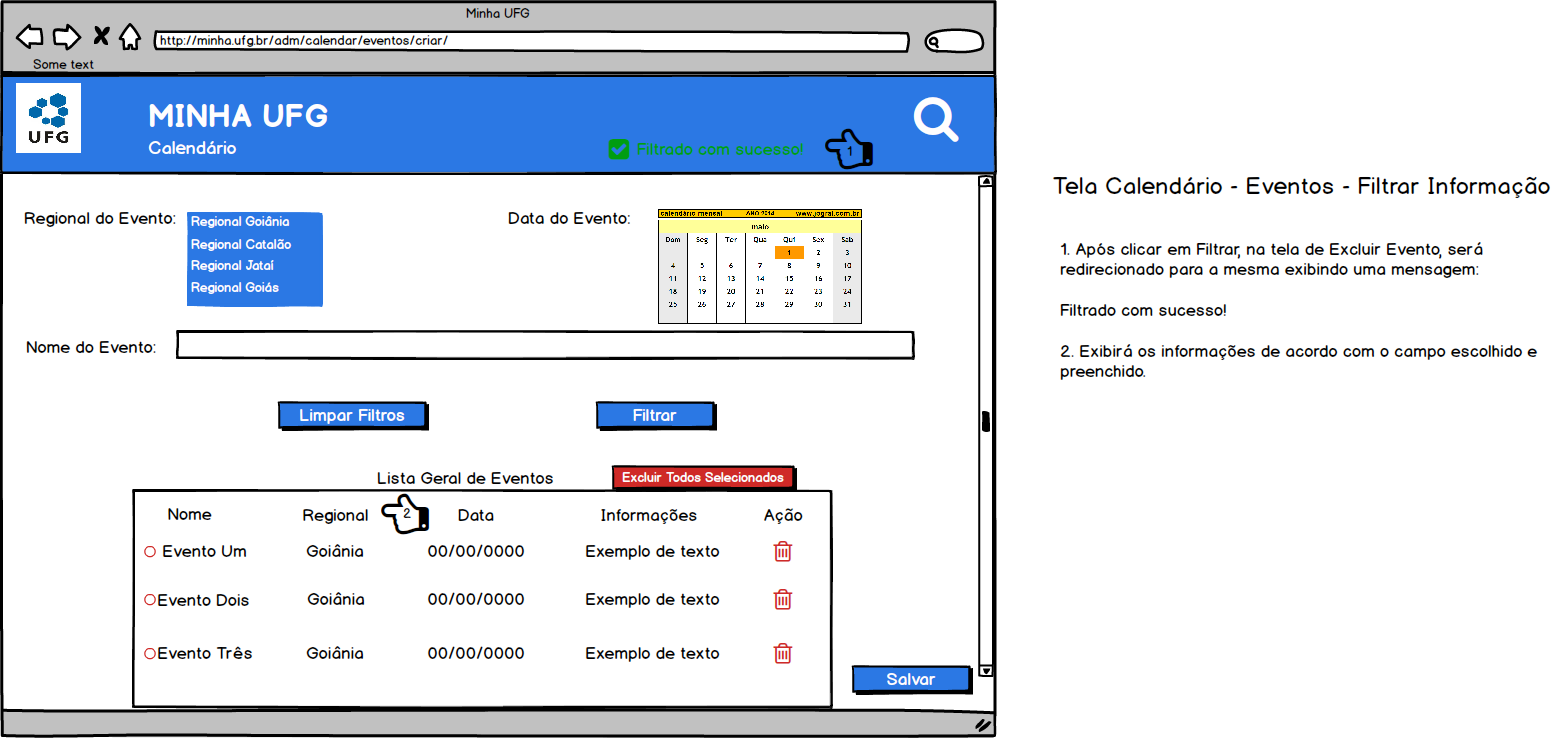 Minha UFG
http://minha.ufg.br/adm/calendar/eventos/criar/
Some text
UFG
MINHA UFG
Calendário
Filtrado com sucesso!
1
Regional do Evento:
Regional Goiânia
Regional Catalão
Regional Jataí
Regional Goiás
Data do Evento:
calendário mensal ANO 2014 www.jogral.com.br
maio
Dom Seg Ter Qua Qui Sex Sab
1 2 3
4 5 6 7 8 9 10
11 12 13 14 15 16 17
18 19 20 21 22 23 24
25 26 27 28 29 30 31
Nome do Evento:
Limpar Filtros
Filtrar
Lista Geral de Eventos
Excluir Todos Selecionados
Nome Regional 2 Data Informações Ação
Evento Um Goiânia 00/00/0000 Exemplo de texto
Evento Dois Goiânia 00/00/0000 Exemplo de texto
Evento Três Goiânia 00/00/0000 Exemplo de texto
Salvar
Tela Calendário - Eventos - Filtrar Informação
1. Após clicar em Filtrar, na tela de Excluir Evento, será
redirecionado para a mesma exibindo uma mensagem:
Filtrado com sucesso!
2. Exibirá os informações de acordo com o campo escolhido e
preenchido.